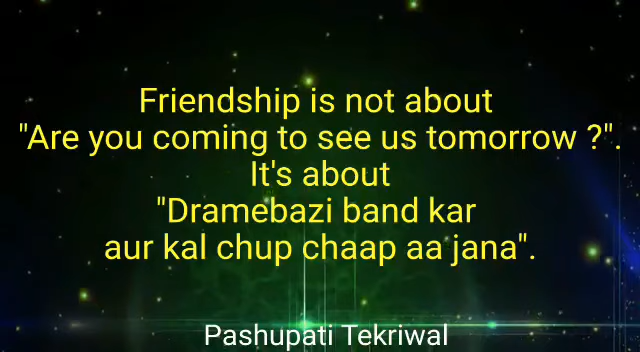 Friendship is not about
"Are you coming to see us tomorrow ?".
It's about
"Dramebazi band kar
aur kal chup chaap aa jana".
Pashupati Tekriwal